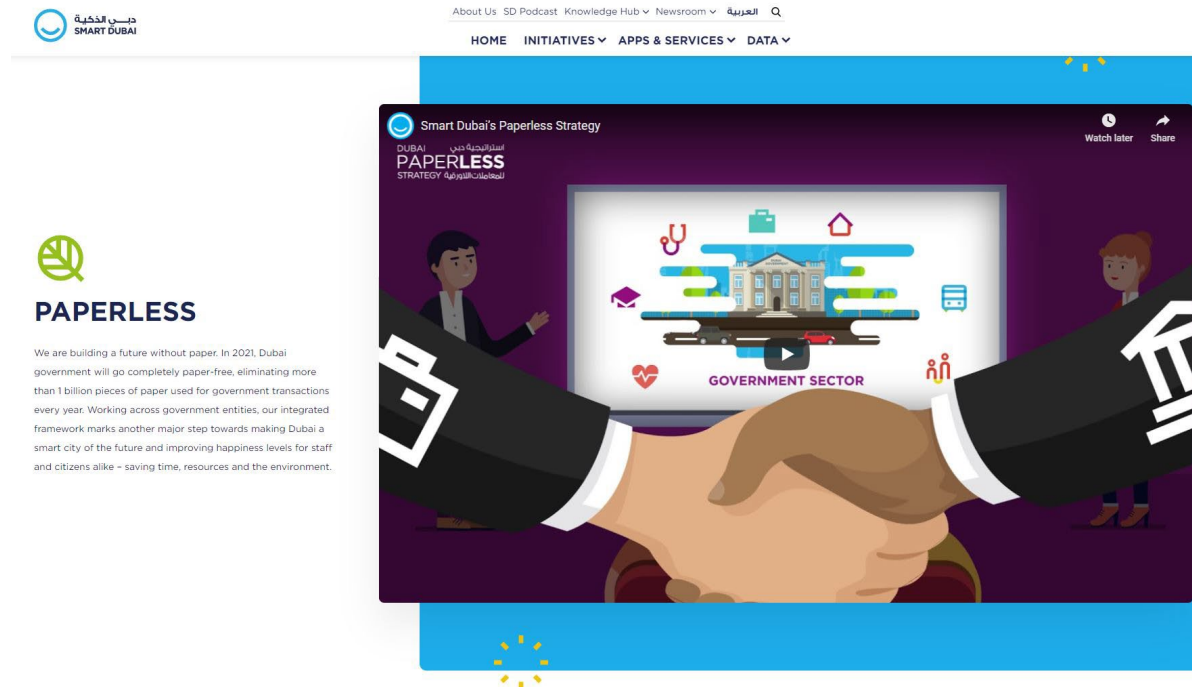 دبـــي الذكية
SMART DUBAI
About Us SD Podcast Knowledge Hub Newsroom العربية
HOME INITIATIVES APPS & SERVICES DATA
Smart Dubai's Paperless Strategy
Watch later Share
DUBAI استراتيجية دبي
PAPERLESS
STRATEGY للمعاملات اللاورقية
GOVERNMENT SECTOR
PAPERLESS
We are building a future without paper. In 2021, Dubai
government will go completely paper-free, eliminating more
than 1 billion pieces of paper used for government transactions
every year. Working across government entities, our integrated
framework marks another major step towards making Dubai a
smart city of the future and improving happiness levels for staff
and citizens alike – saving time, resources and the environment.